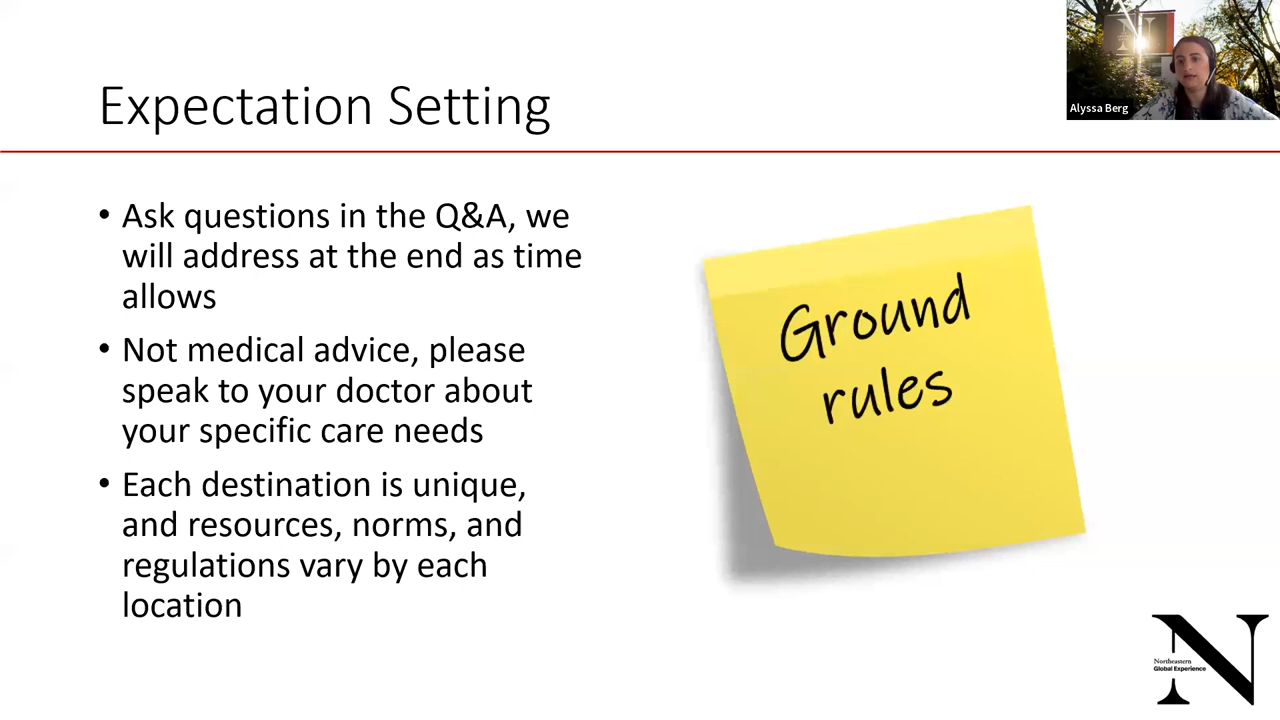 Expectation Setting
Alyssa Berg
• Ask questions in the Q&A, we
will address at the end as time
allows
• Not medical advice, please
speak to your doctor about
your specific care needs
• Each destination is unique,
and resources, norms, and
regulations vary by each
location
Ground
rules
N
Northeastern
Global Experience
N